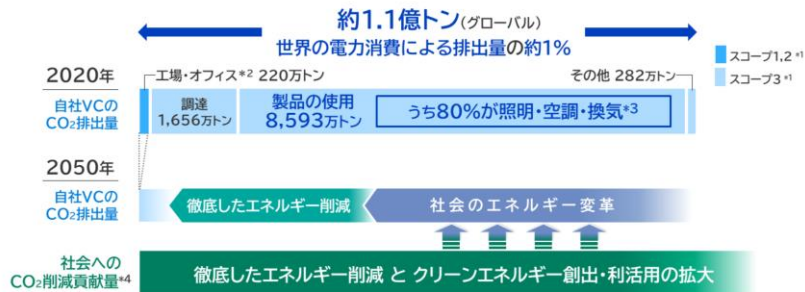 約1.1億トン(グローバル)
世界の電力消費による排出量の約1%
スコープ1,2 *1
スコープ3 *1
2020年
工場・オフィス*2 220万トン
その他 282万トン
自社VCの
CO2排出量
調達
1,656万トン
製品の使用
8,593万トン
うち80%が照明・空調・換気*3
2050年
自社VCの
CO2排出量
徹底したエネルギー削減
社会のエネルギー変革
社会への
CO2削減貢献量*4
徹底したエネルギー削減 と クリーンエネルギー創出・利活用の拡大